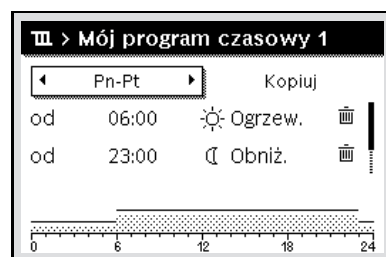 > Mój program czasowy 1
Pn-Pt Kopiuj
od 06:00 Ogrzew.
od 23:00 Obniż.
0 6 12 18 24